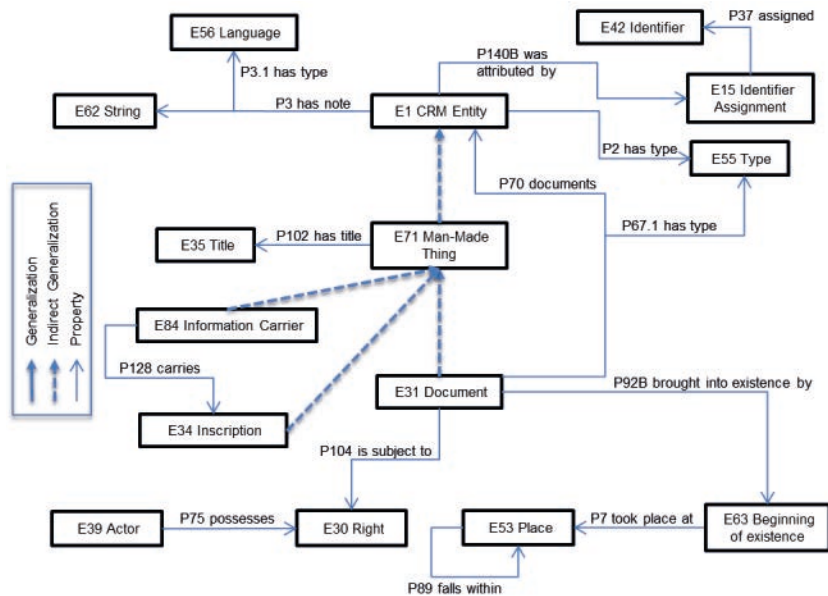 E56 Language
E42 Identifier
P37 assigned
P140B was
attributed by
P3.1 has type
E62 String
P3 has note
E1 CRM Entity
E15 Identifier
Assignment
P2 has type
E55 Type
P70 documents
P67.1 has type
E35 Title
P102 has title
E71 Man-Made
Thing
Generalization
Indirect Generalization
Property
E84 Information Carrier
P128 carries
E31 Document
P92B brought into existence by
E34 Inscription
P104 is subject to
E39 Actor
P75 possesses
E30 Right
E53 Place
P7 took place at
E63 Beginning
of existence
P89 falls within